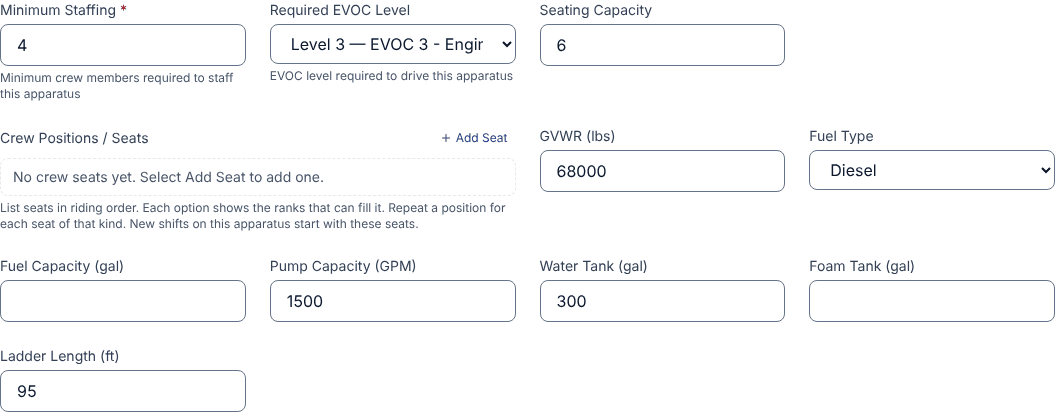 Minimum Staffing *
Required EVOC Level
Seating Capacity
4
Level 3 — EVOC 3 - Engir
6
Minimum crew members required to staff
this apparatus
EVOC level required to drive this apparatus
Crew Positions / Seats
+ Add Seat
GVWR (lbs)
Fuel Type
No crew seats yet. Select Add Seat to add one.
68000
Diesel
List seats in riding order. Each option shows the ranks that can fill it. Repeat a position for
each seat of that kind. New shifts on this apparatus start with these seats.
Fuel Capacity (gal)
Pump Capacity (GPM)
Water Tank (gal)
Foam Tank (gal)
1500
300
Ladder Length (ft)
95